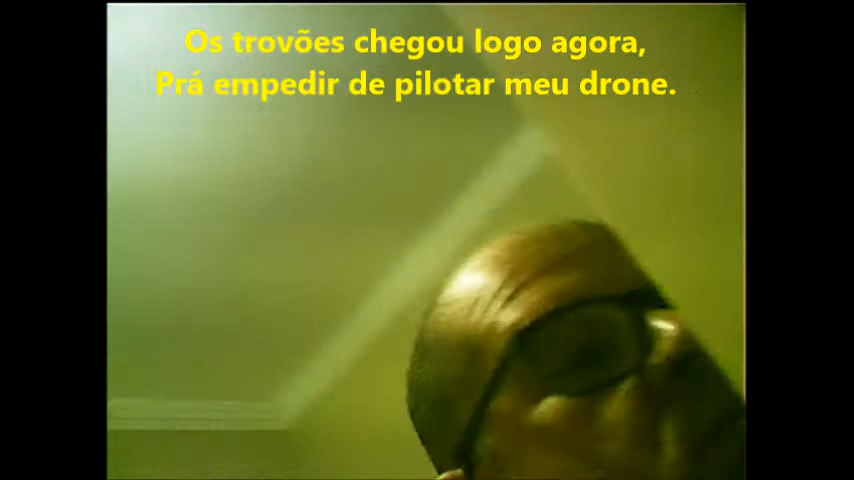 Os trovões chegou logo agora,
Prá empedir de pilotar meu drone.